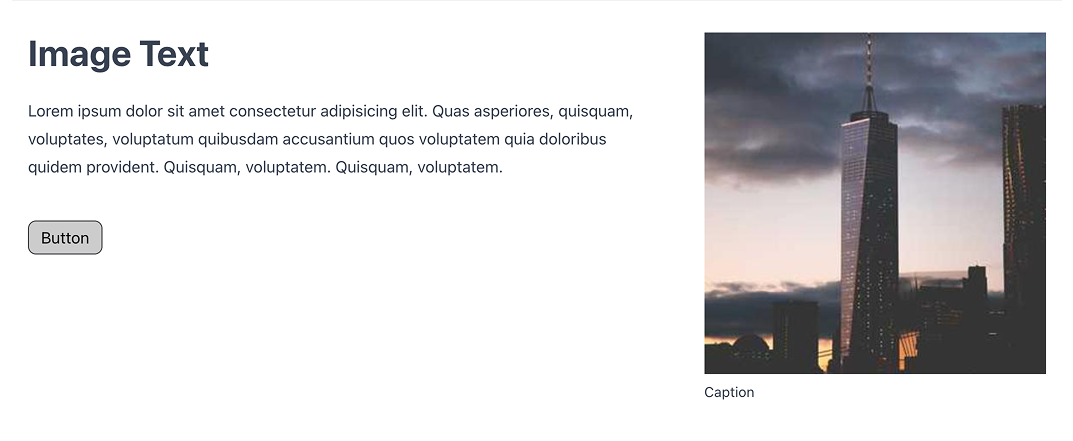 Image Text
Lorem ipsum dolor sit amet consectetur adipisicing elit. Quas asperiores, quisquam,
voluptates, voluptatum quibusdam accusantium quos voluptatem quia doloribus
quidem provident. Quisquam, voluptatem. Quisquam, voluptatem.
Button
Caption